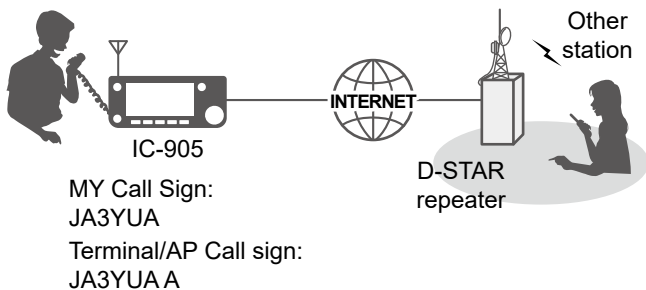 Other
station
INTERNET
IC-905
D-STAR
repeater
MY Call Sign:
JA3YUA
Terminal/AP Call sign:
JA3YUA A